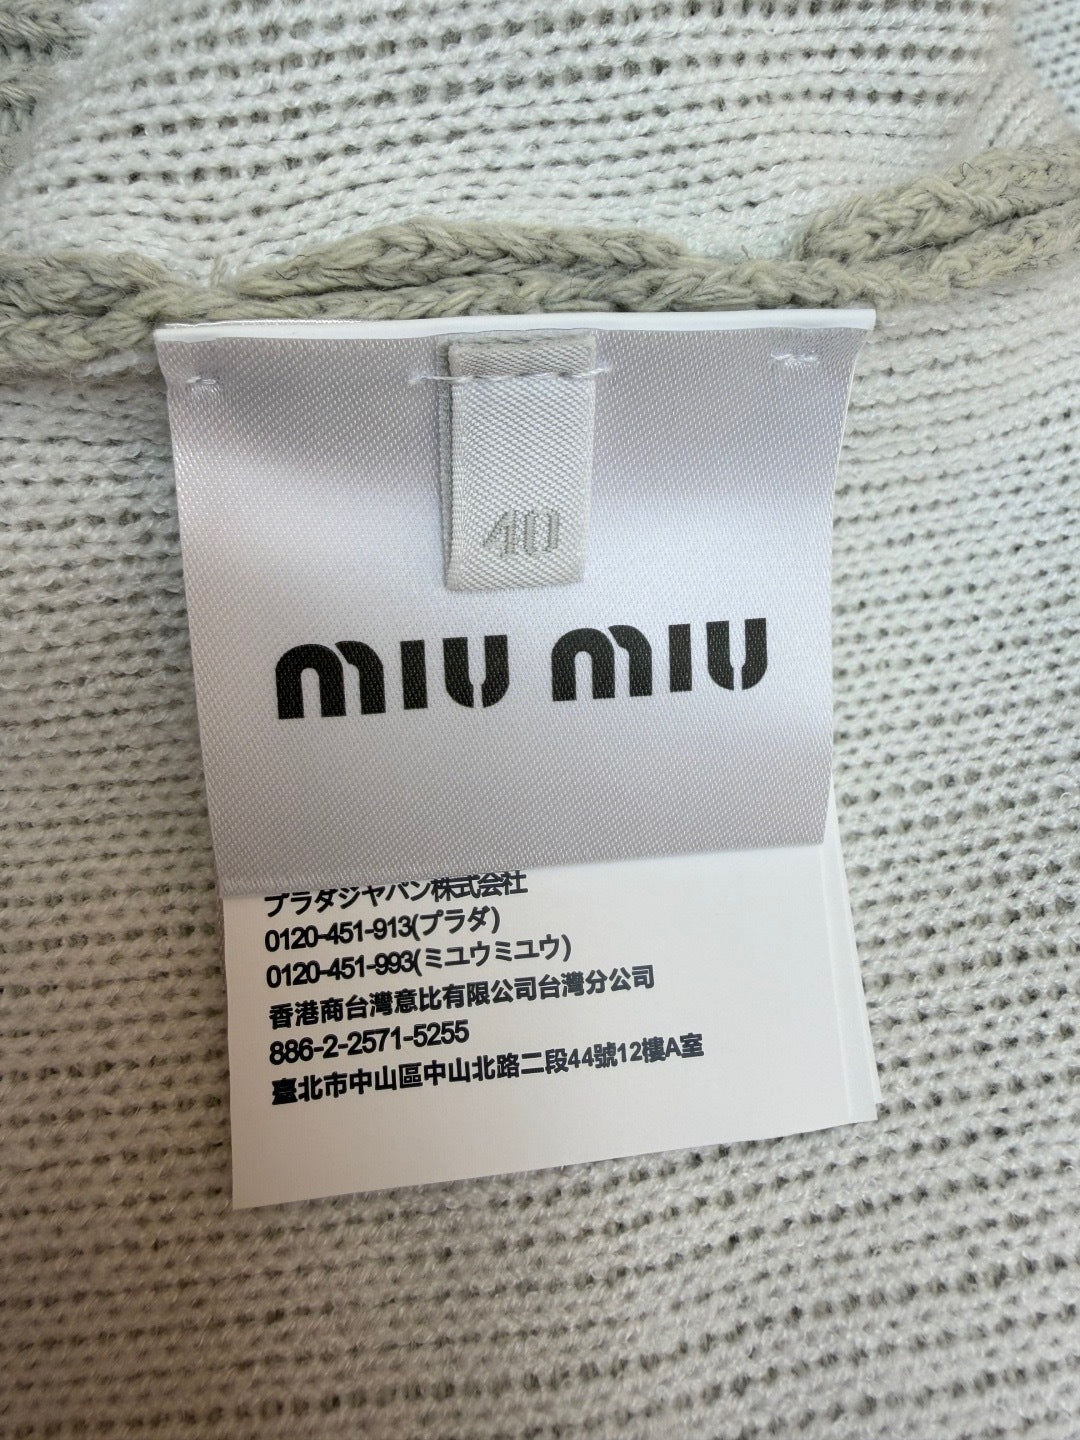 40
miu miu
プラダジヤパン株式会社
0120-451-913(プラダ)
0120-451-993(ミユウミユウ)
香港商台灣意比有限公司台灣分公司
886-2-2571-5255
臺北市中山區中山北路二段44號12樓A室